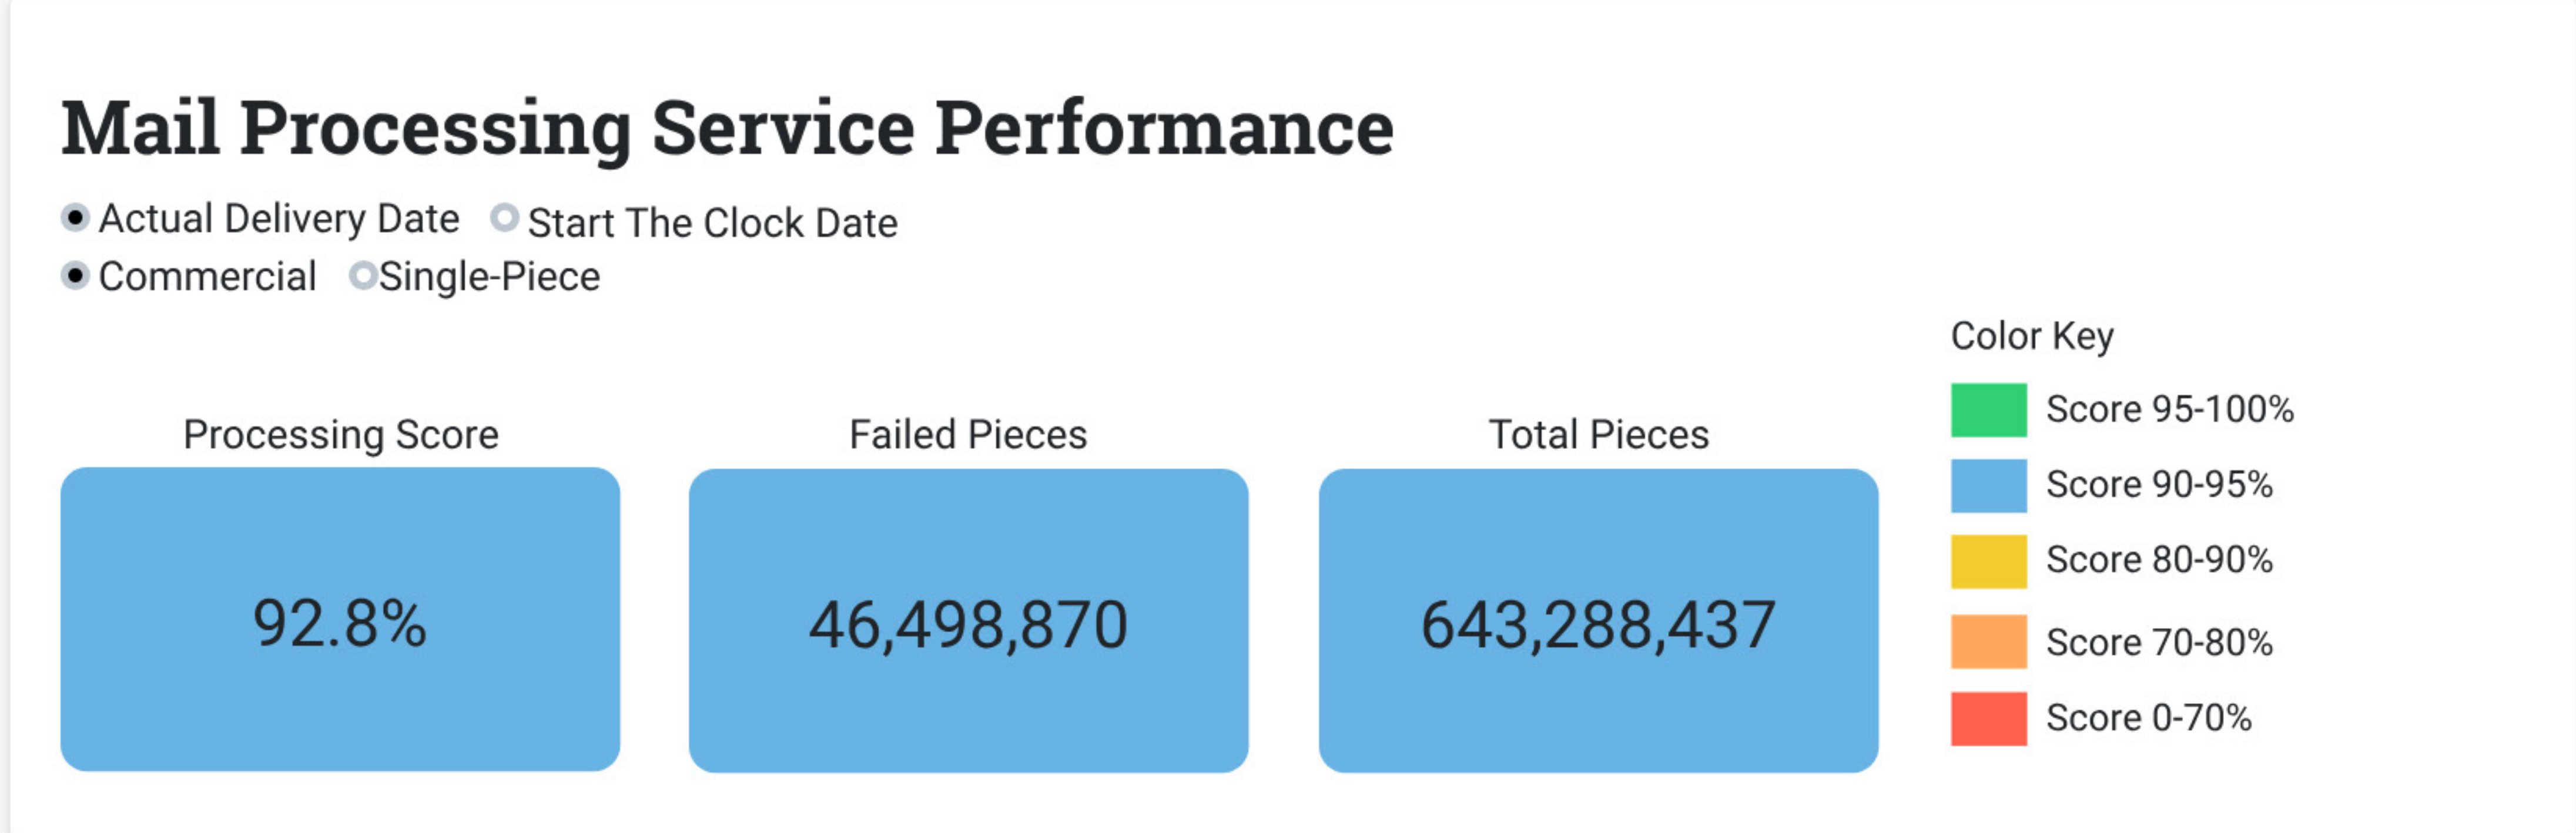 Mail Processing Service Performance
Actual Delivery Date Start The Clock Date
Commercial Single-Piece
Processing Score
92.8%
Failed Pieces
46,498,870
Total Pieces
643,288,437
Color Key
Score 95-100%
Score 90-95%
Score 80-90%
Score 70-80%
Score 0-70%